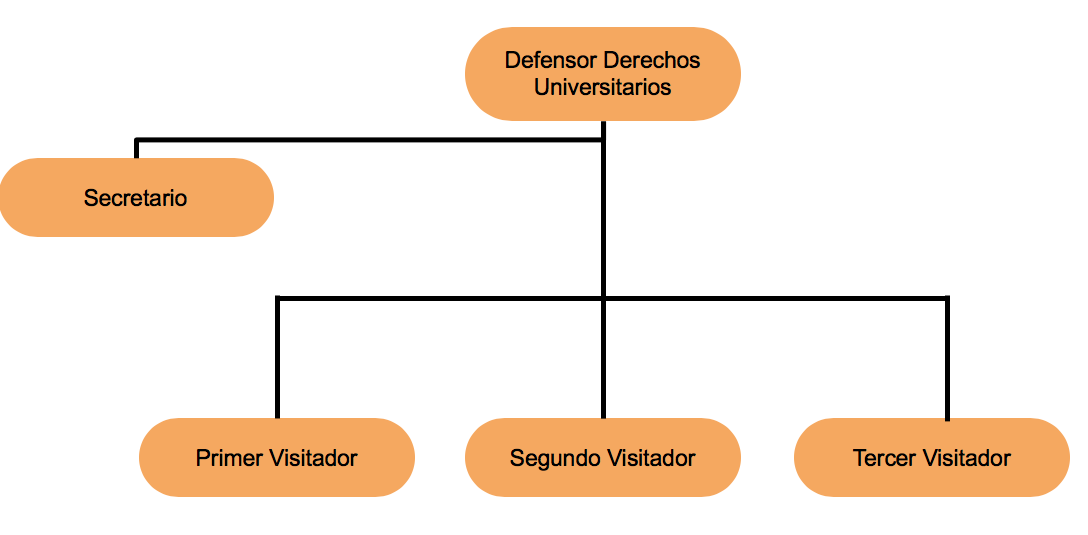 Defensor Derechos
Universitarios
Secretario
Primer Visitador
Segundo Visitador
Tercer Visitador